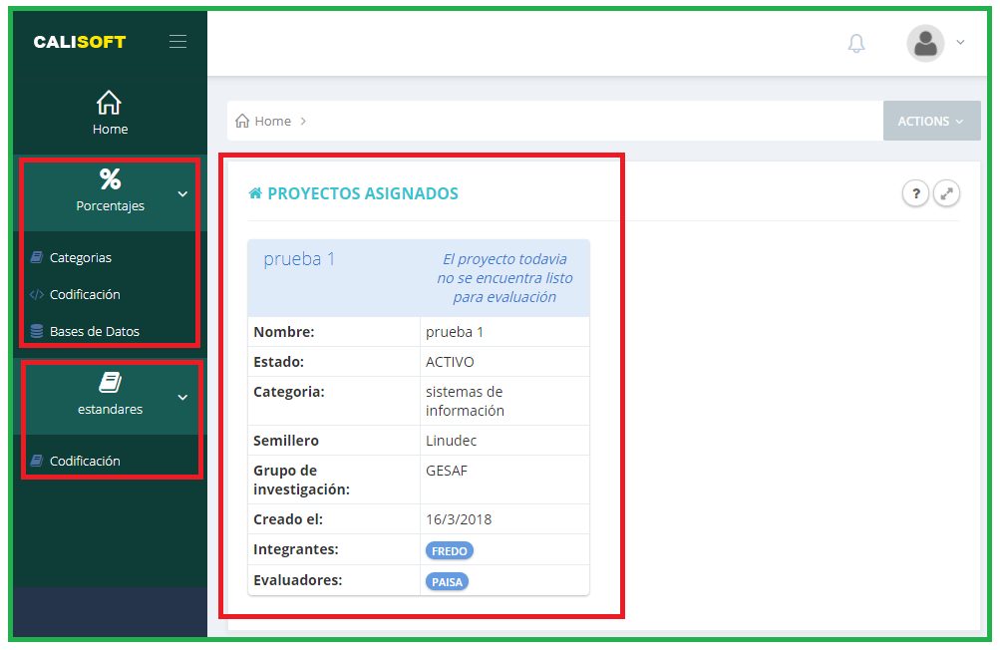 CALISOFT
Home
Porcentajes
Categorias
Codificación
Bases de Datos
estandares
Codificación
Home
ACTIONS
PROYECTOS ASIGNADOS
?
prueba 1
El proyecto todavia
no se encuentra listo
para evaluación
Nombre: prueba 1
Estado: ACTIVO
Categoria: sistemas de
información
Semillero Linudec
Grupo de GESAF
investigación:
Creado el: 16/3/2018
Integrantes: FREDO
Evaluadores: PAISA